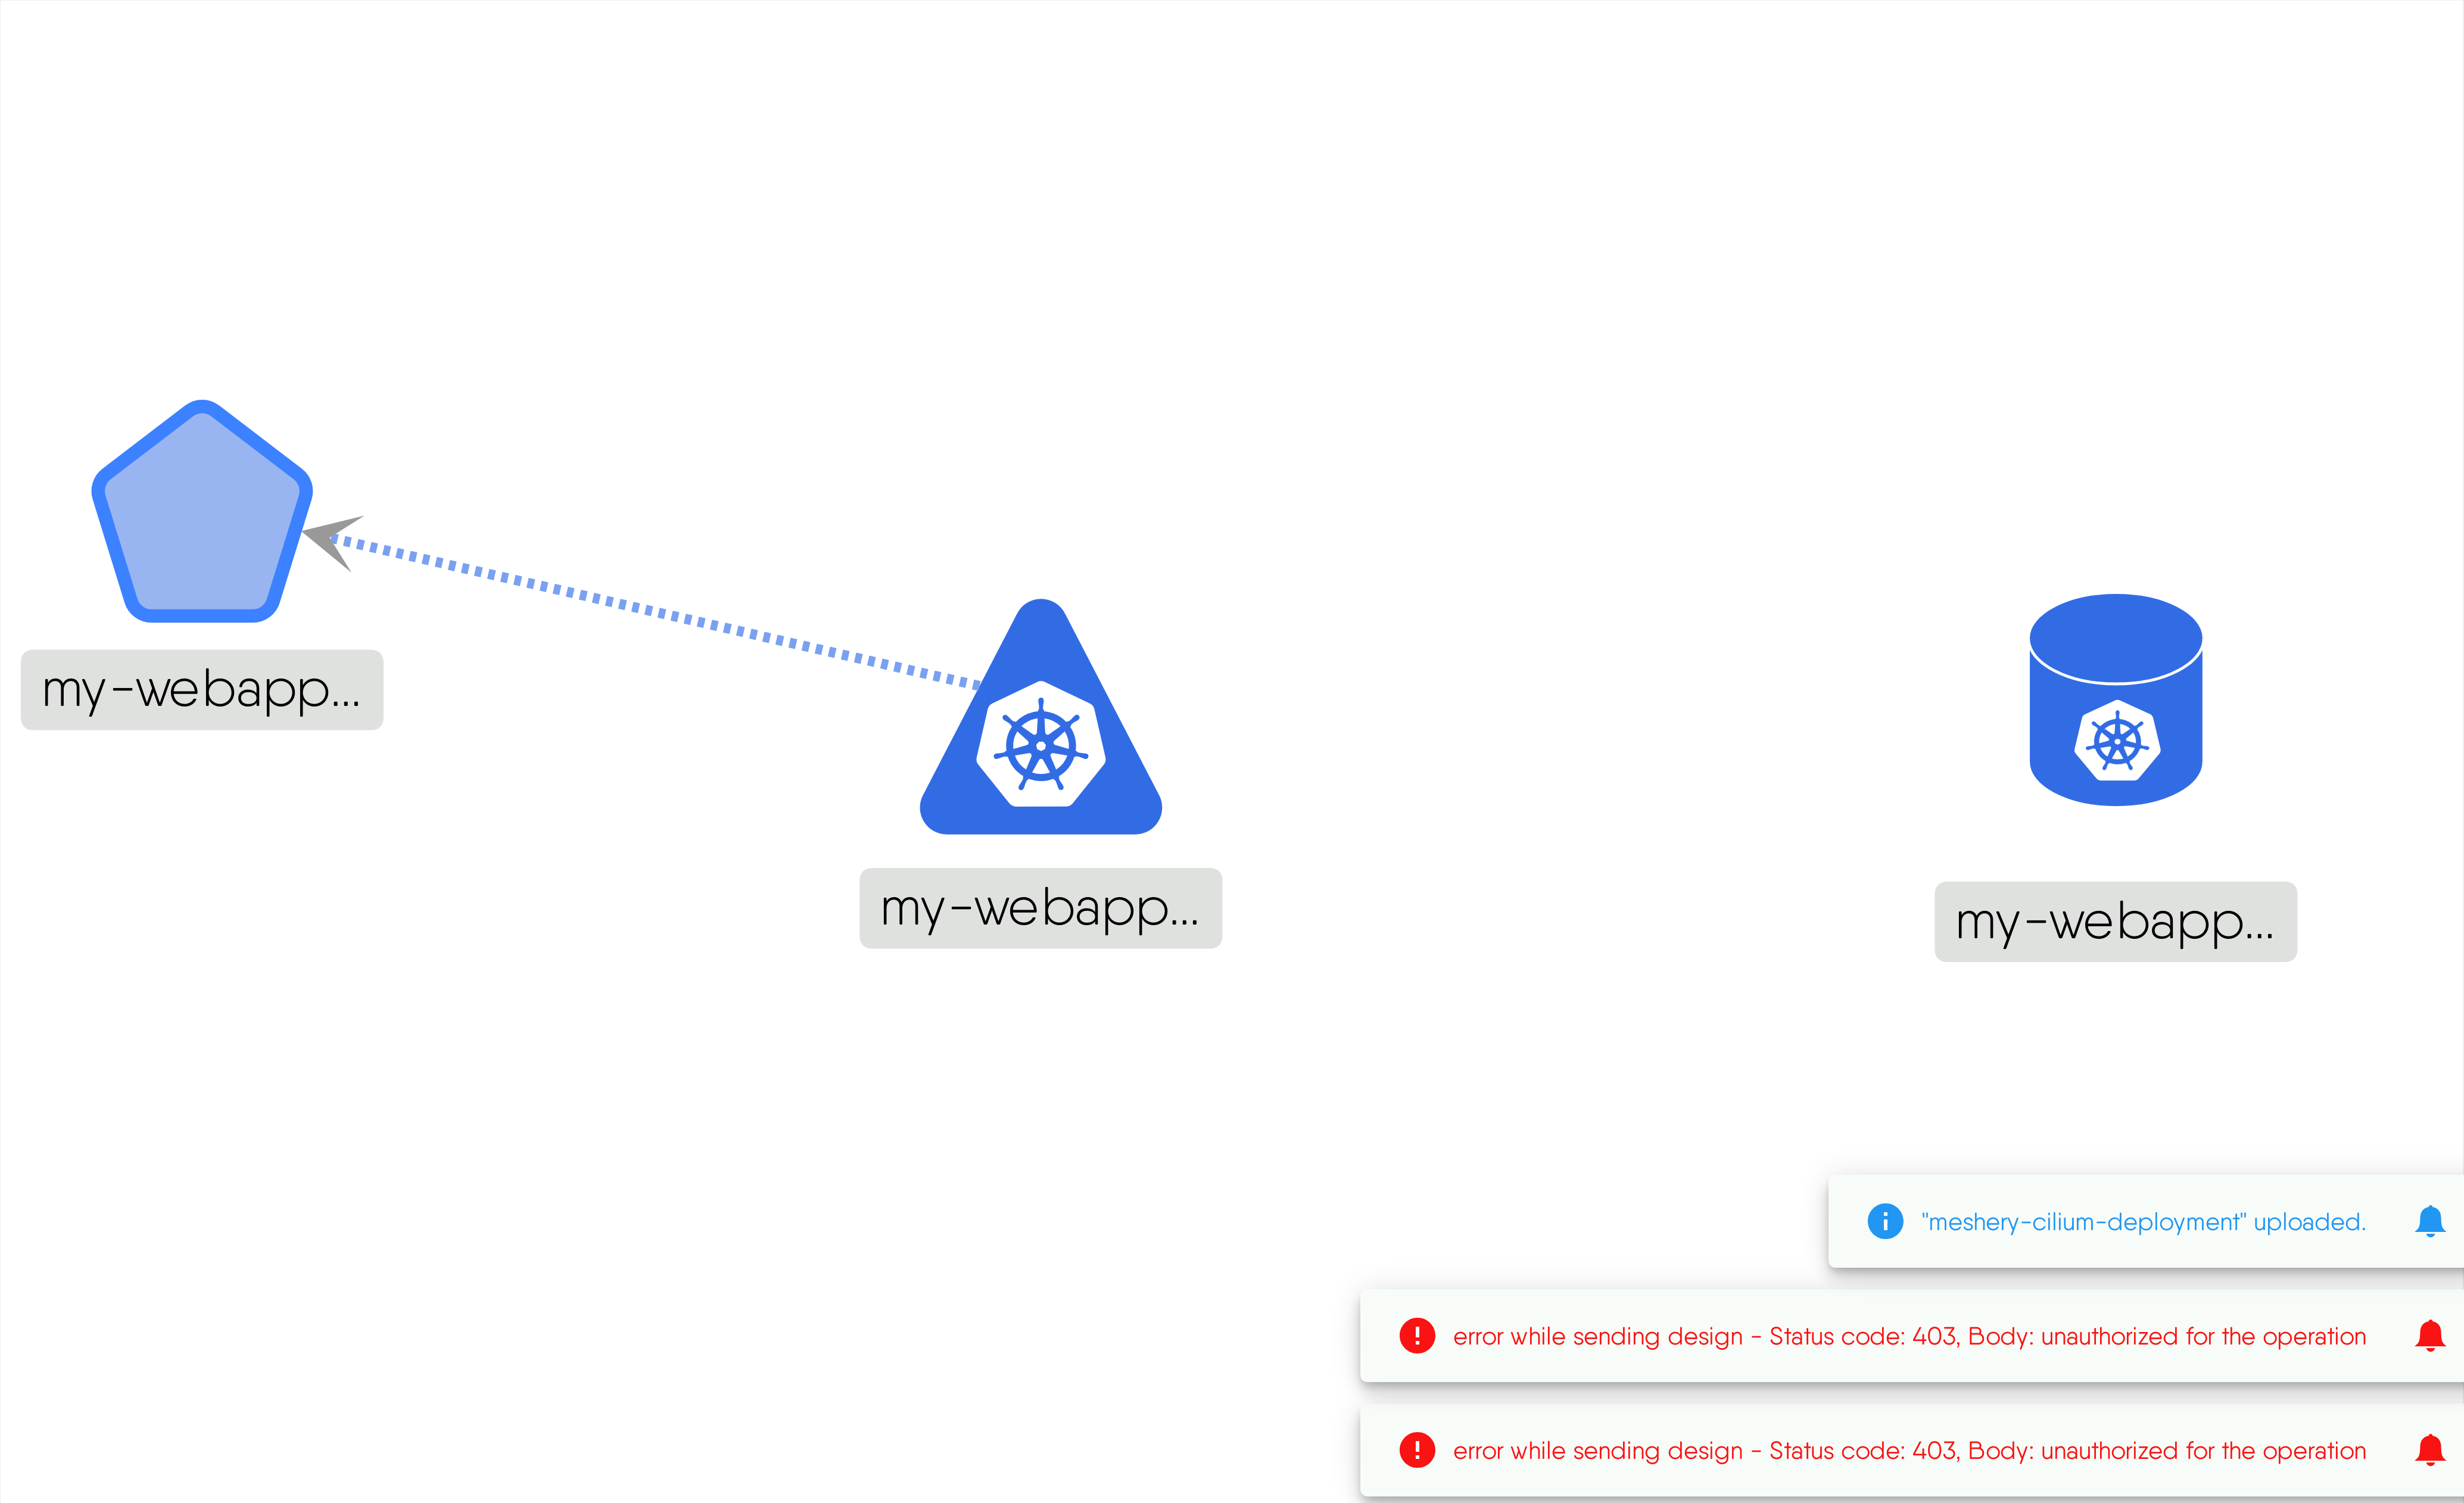 my-webapp...
my-webapp...
my-webapp...
"meshery-cilium-deployment" uploaded.
error while sending design - Status code: 403, Body: unauthorized for the operation
error while sending design - Status code: 403, Body: unauthorized for the operation